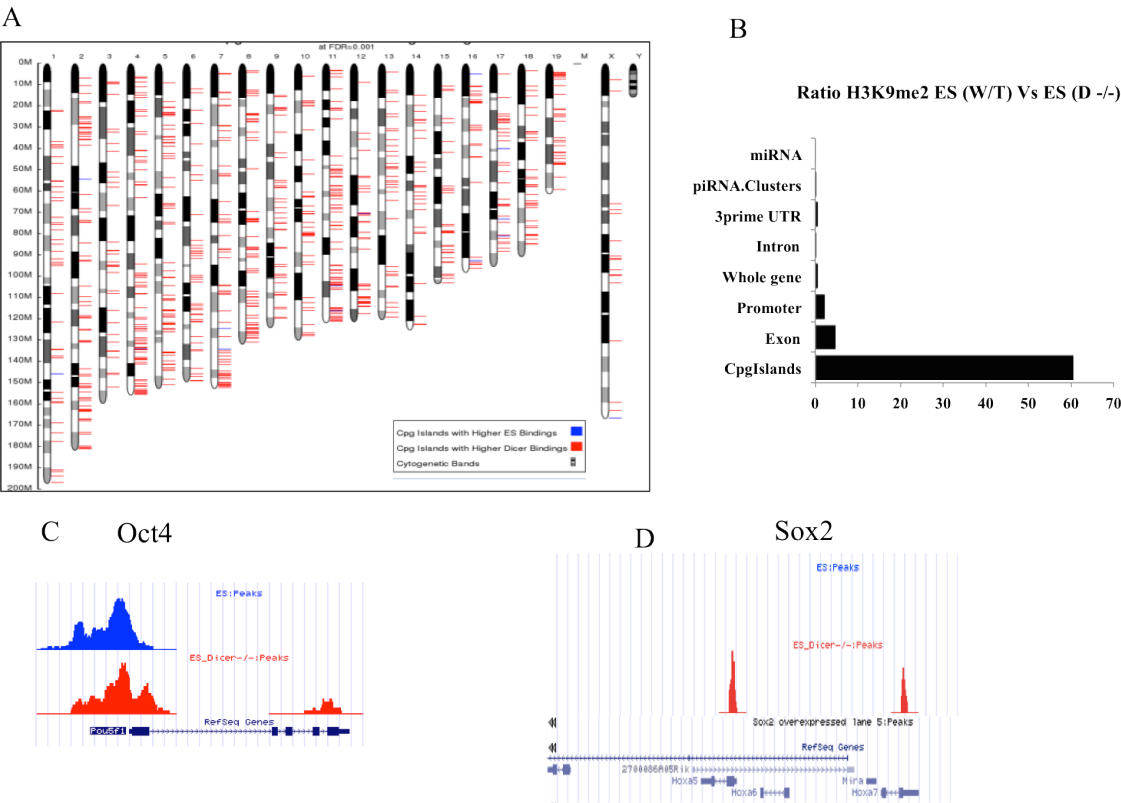 A
at FDR=0.001
1 2 3 4 5 6 7 8 9 10 11 12 13 14 15 16 17 18 19 M X Y
0M
10M
20M
30M
40M
50M
60M
70M
80M
90M
100M
110M
120M
130M
140M
150M
160M
170M
180M
190M
200M
Cpg Islands with Higher ES Bindings
Cpg Islands with Higher Dicer Bindings
Cytogenetic Bands
B
Ratio H3K9me2 ES (W/T) Vs ES (D -/-)
miRNA
piRNA.Clusters
3prime UTR
Intron
Whole gene
Promoter
Exon
CpgIslands
0 10 20 30 40 50 60 70
C
Oct4
ES:Peaks
ES_Dicer-/-:Peaks
RefSeq Genes
Pou5f1
D
Sox2
ES:Peaks
ES_Dicer-/-:Peaks
Sox2 overexpressed lane 5:Peaks
RefSeq Genes
2700086A05Rik
Hoxa5
Mira
Hoxa6
Hoxa7